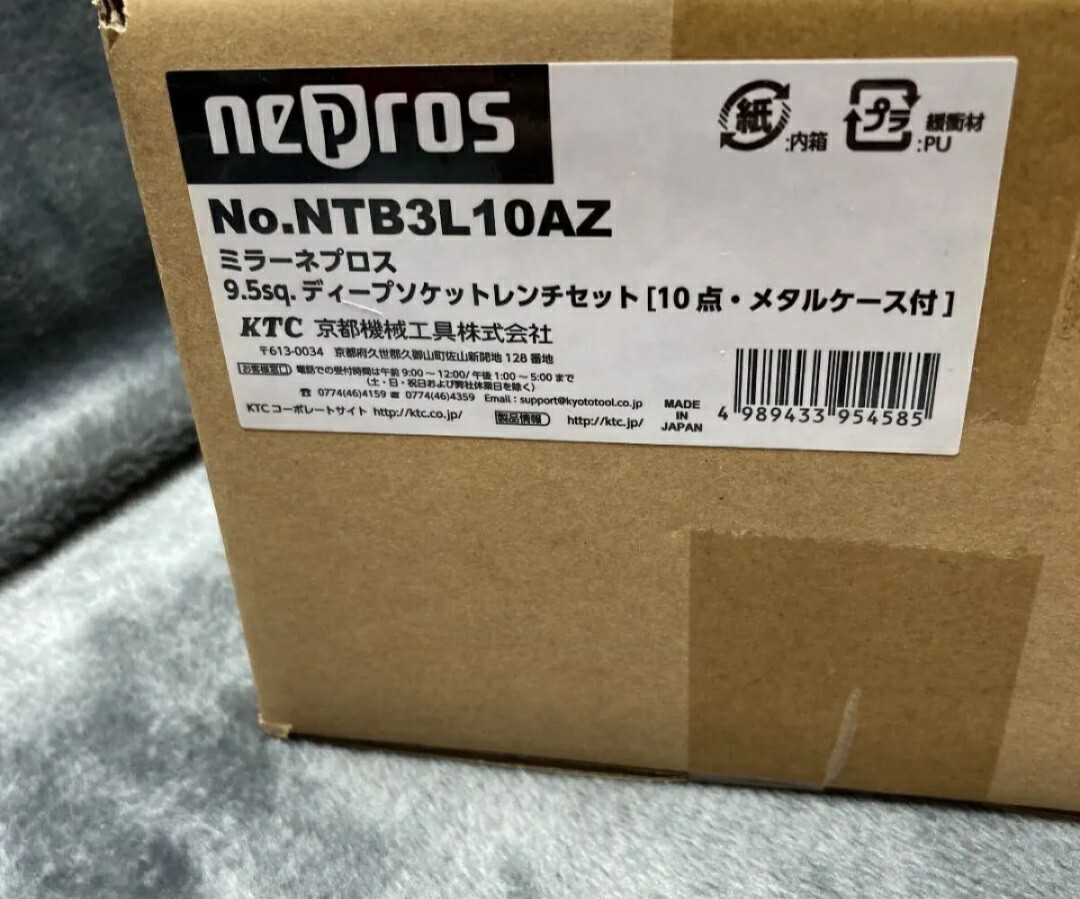 nepros
紙 :内箱
プラ 緩衝材 :PU
No.NTB3L10AZ
ミラーネプロス
9.5sq.ディープソケットレンチセット[10点・メタルケース付]
KTC 京都機械工具株式会社
〒613-0034 京都府久世郡久御山町佐山新開地128番地
お客様窓口 電話での受付時間は午前9:00～12:00/午後1:00～5:00まで
(土・日・祝日および弊社休業日を除く)
☎ 0774(46)4159 0774(46)4359 Email：support@kyototool.co.jp
KTCコーポレートサイト http://ktc.co.jp/ 製品情報 http://ktc.jp/
MADE
IN
JAPAN
4 989433 954585